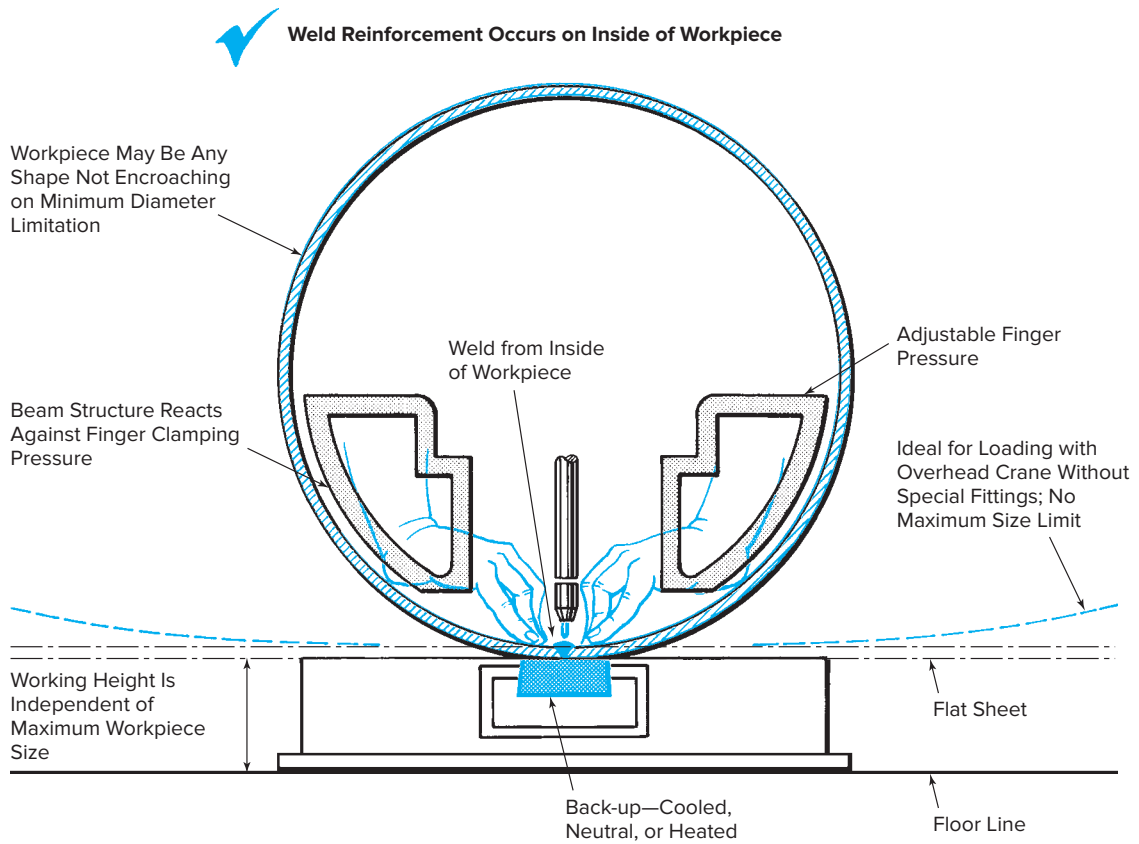 Weld Reinforcement Occurs on Inside of Workpiece
Workpiece May Be Any
Shape Not Encroaching
on Minimum Diameter
Limitation
Weld from Inside
of Workpiece
Adjustable Finger
Pressure
Beam Structure Reacts
Against Finger Clamping
Pressure
Ideal for Loading with
Overhead Crane Without
Special Fittings; No
Maximum Size Limit
Working Height Is
Independent of
Maximum Workpiece
Size
Flat Sheet
Back-up—Cooled,
Neutral, or Heated
Floor Line